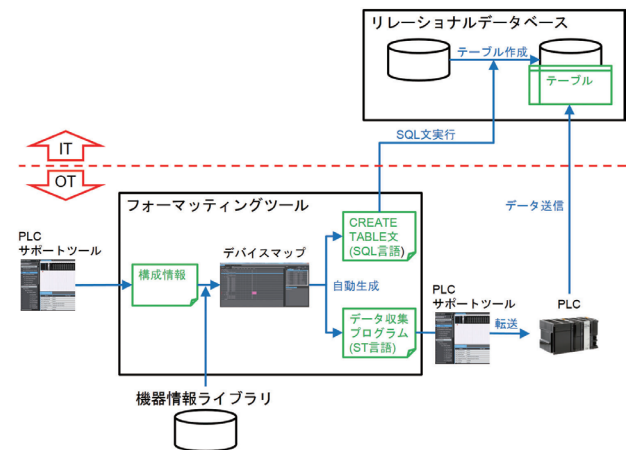 リレーショナルデータベース
テーブル作成
テーブル
SQL文実行
IT
OT
データ送信
フォーマッティングツール
PLC
サポートツール
構成情報
デバイスマップ
CREATE
TABLE文
(SQL言語)
自動生成
データ収集
プログラム
(ST言語)
PLC
サポートツール
転送
PLC
機器情報ライブラリ